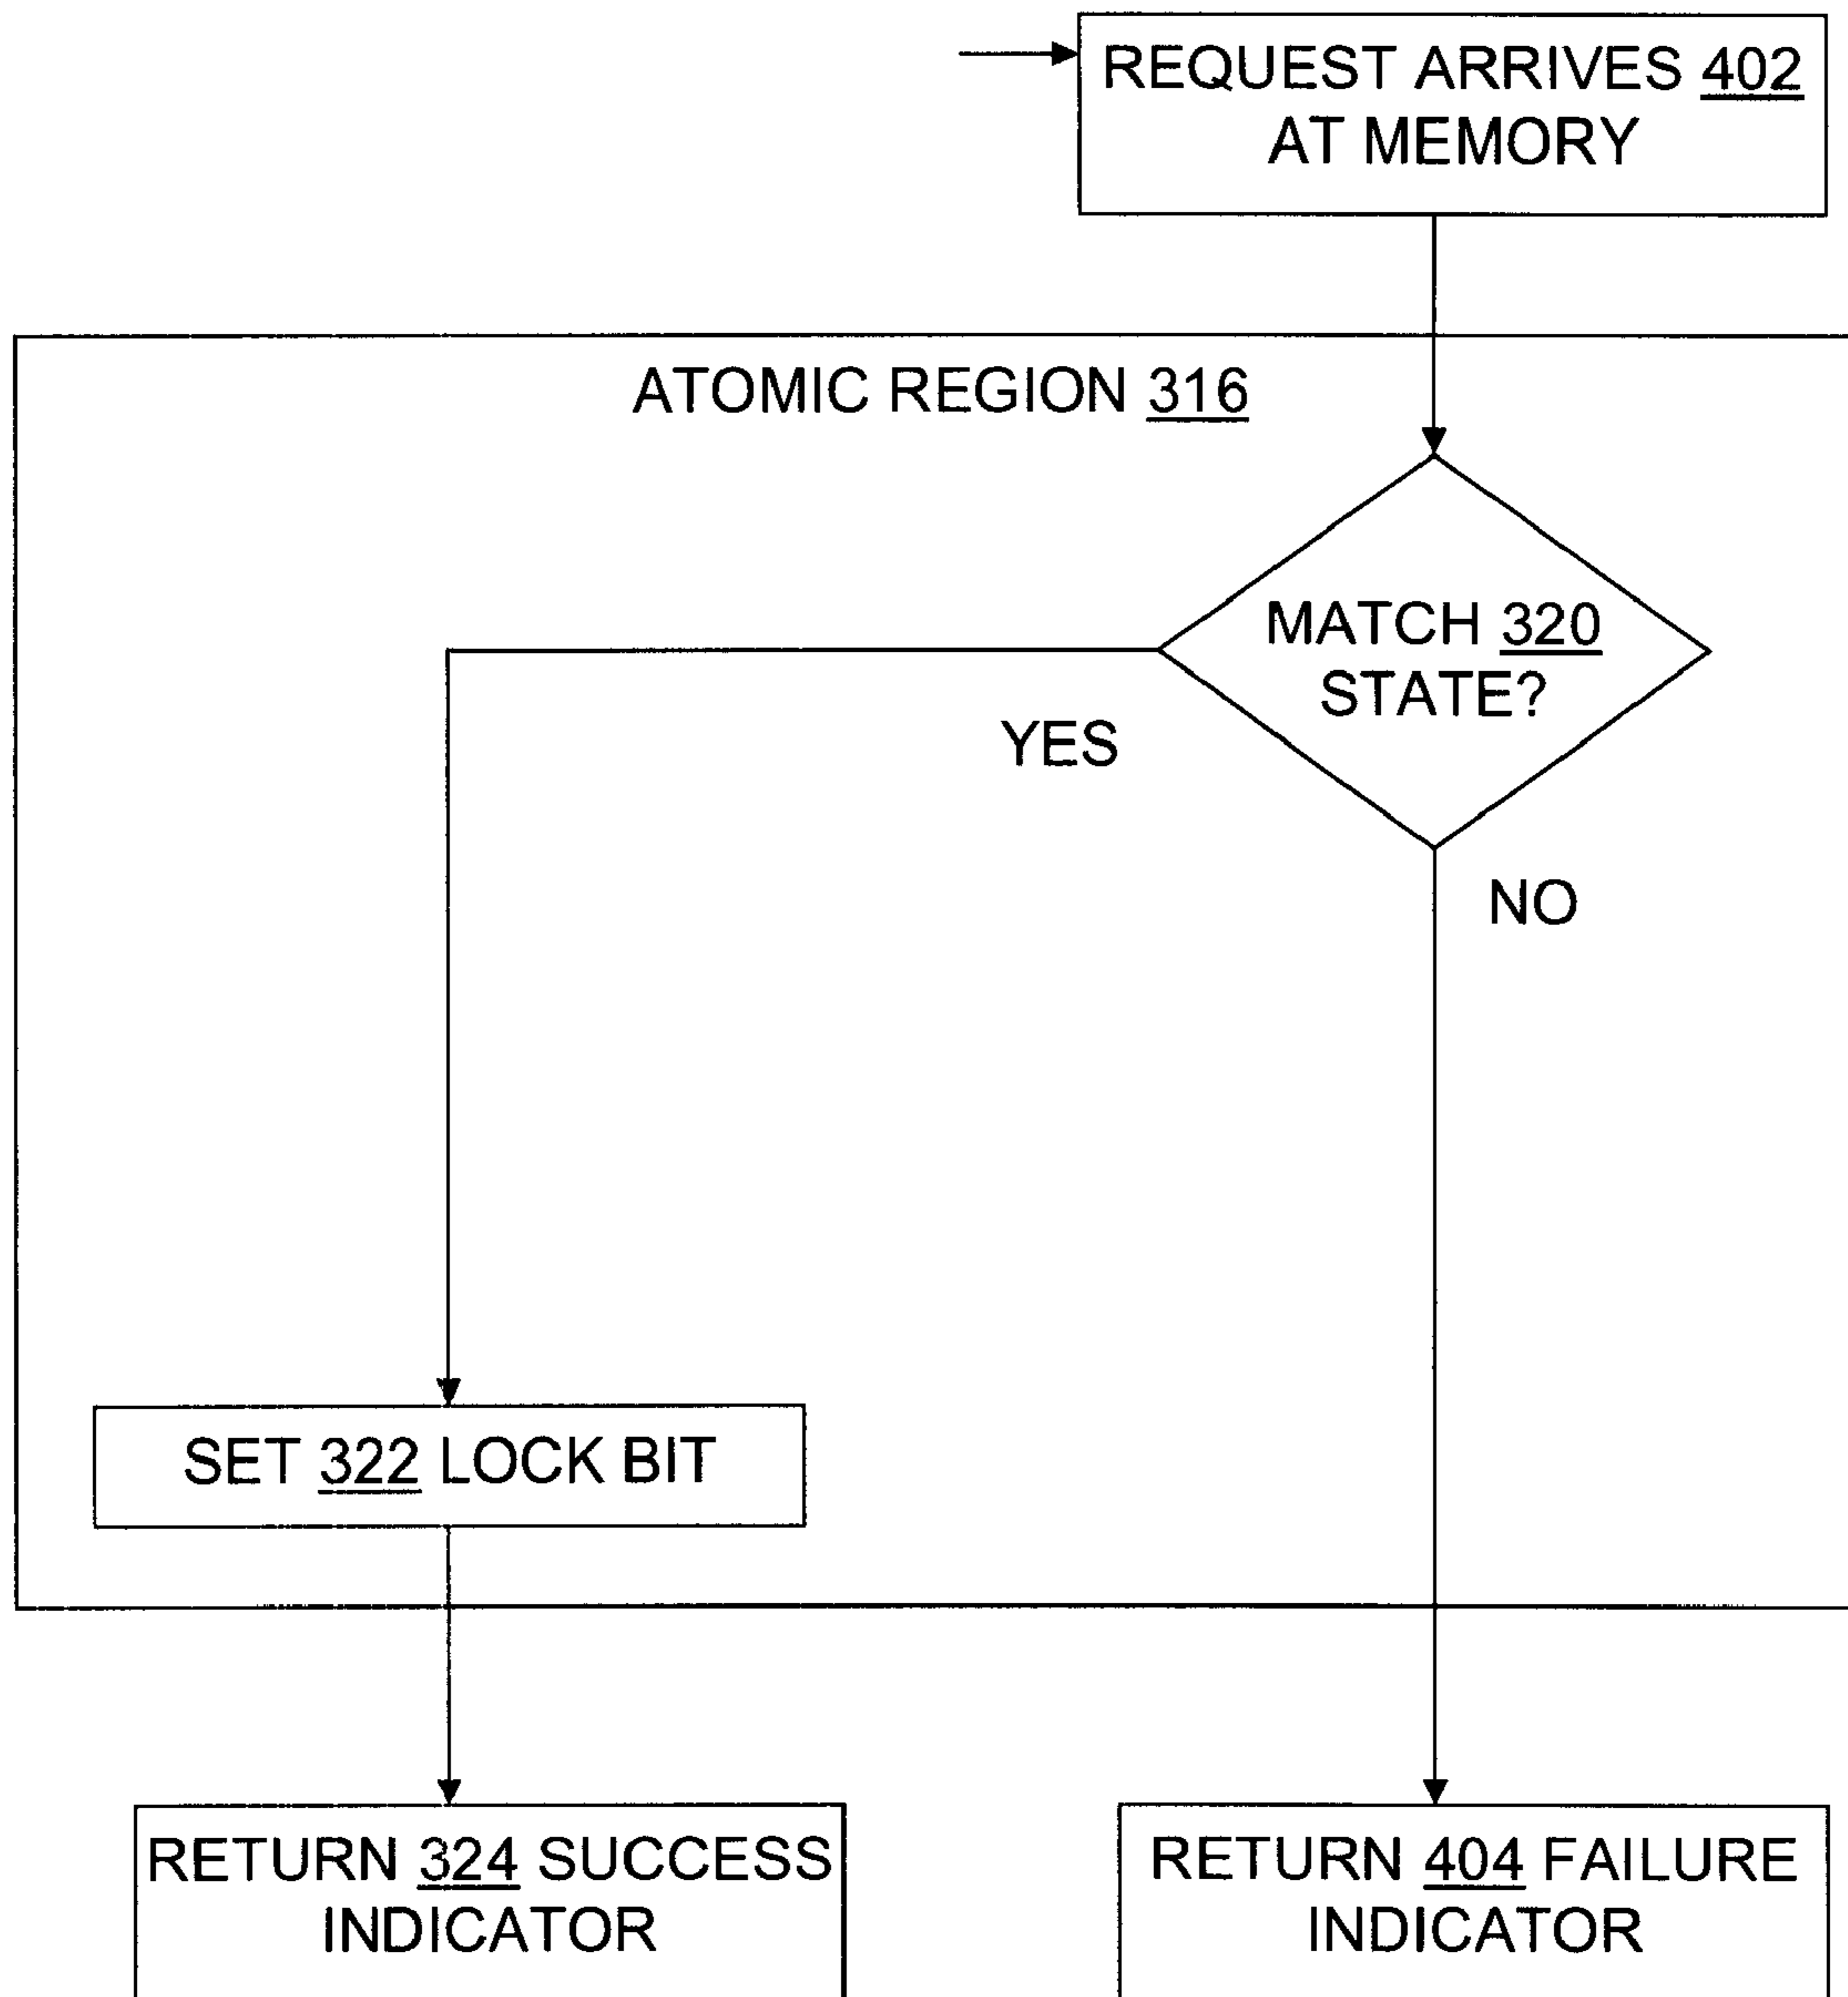 REQUEST ARRIVES 402
AT MEMORY
ATOMIC REGION 316
MATCH 320
STATE?
YES
NO
SET 322 LOCK BIT
RETURN 324 SUCCESS
INDICATOR
RETURN 404 FAILURE
INDICATOR